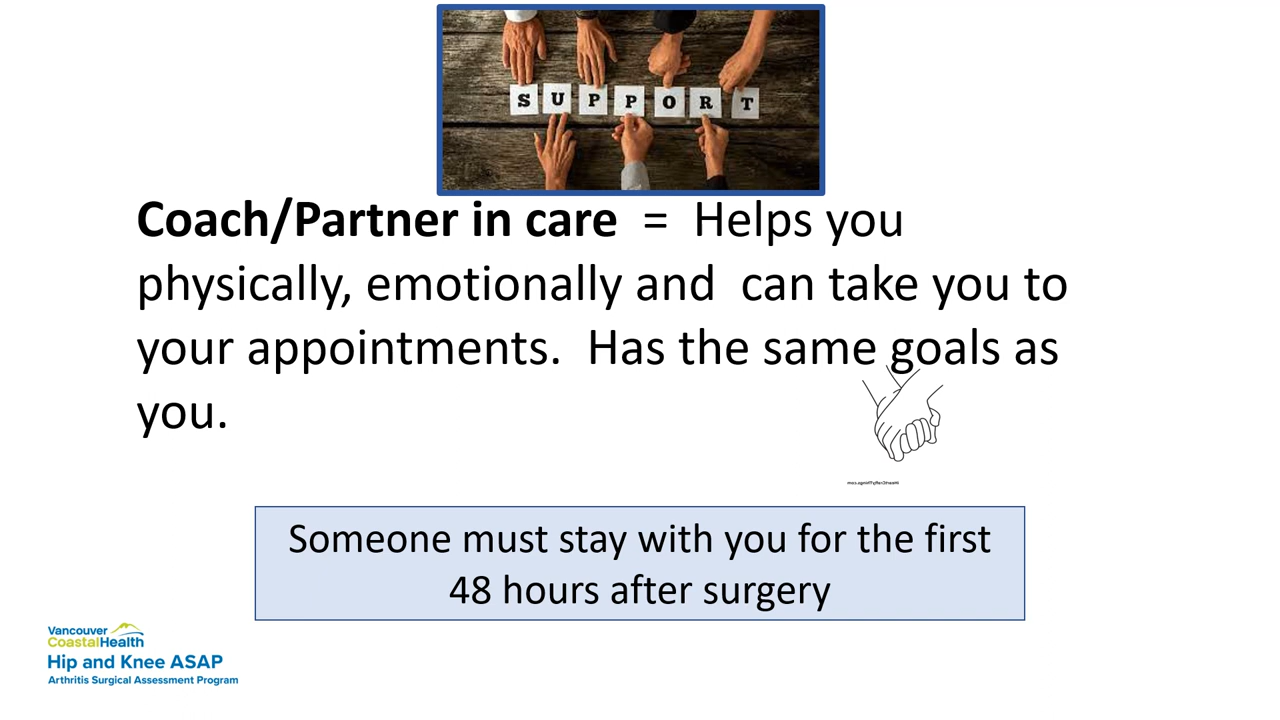 SUPPORT
Coach/Partner in care = Helps you
physically, emotionally and can take you to
your appointments. Has the same goals as
you.
Someone must stay with you for the first
48 hours after surgery
Vancouver
CoastalHealth
Hip and Knee ASAP
Arthritis Surgical Assessment Program